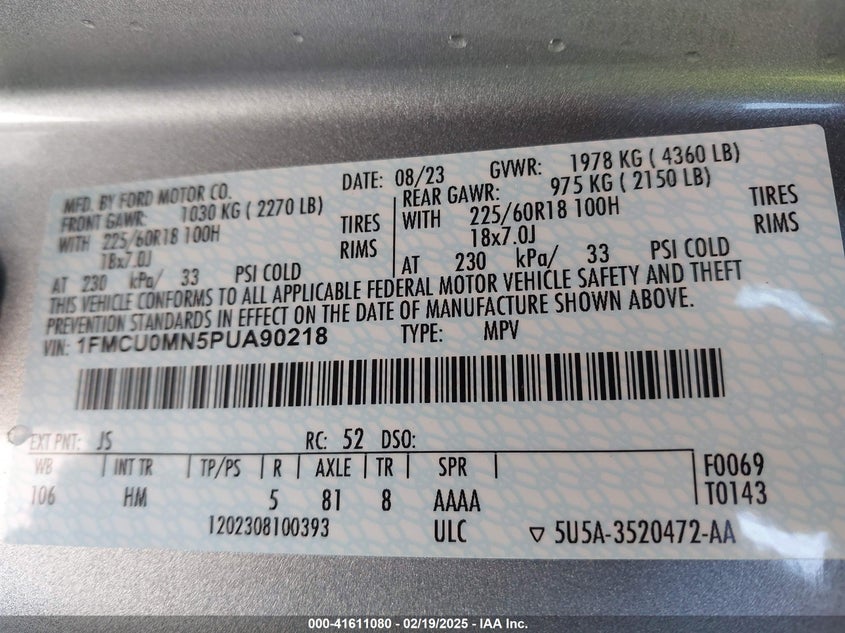 MFD. BY FORD MOTOR CO. DATE: 08/23 GVWR: 1978 KG ( 4360 LB)
FRONT GAWR: 1030 KG ( 2270 LB) REAR GAWR: 975 KG ( 2150 LB)
WITH 225/60R18 100H TIRES WITH 225/60R18 100H TIRES
18x7.0J RIMS 18x7.0J RIMS
AT 230 kPa/ 33 PSI COLD AT 230 kPa/ 33 PSI COLD
THIS VEHICLE CONFORMS TO ALL APPLICABLE FEDERAL MOTOR VEHICLE SAFETY AND THEFT
PREVENTION STANDARDS IN EFFECT ON THE DATE OF MANUFACTURE SHOWN ABOVE.
VIN: 1FMCU0MN5PUA90218 TYPE: MPV
EXT PNT: JS RC: 52 DSO:
WB INT TR TP/PS R AXLE TR SPR F0069
106 HM 5 81 8 AAAA T0143
1202308100393 ULC ▽ 5U5A-3520472-AA
000-41611080 - 02/19/2025 - IAA Inc.